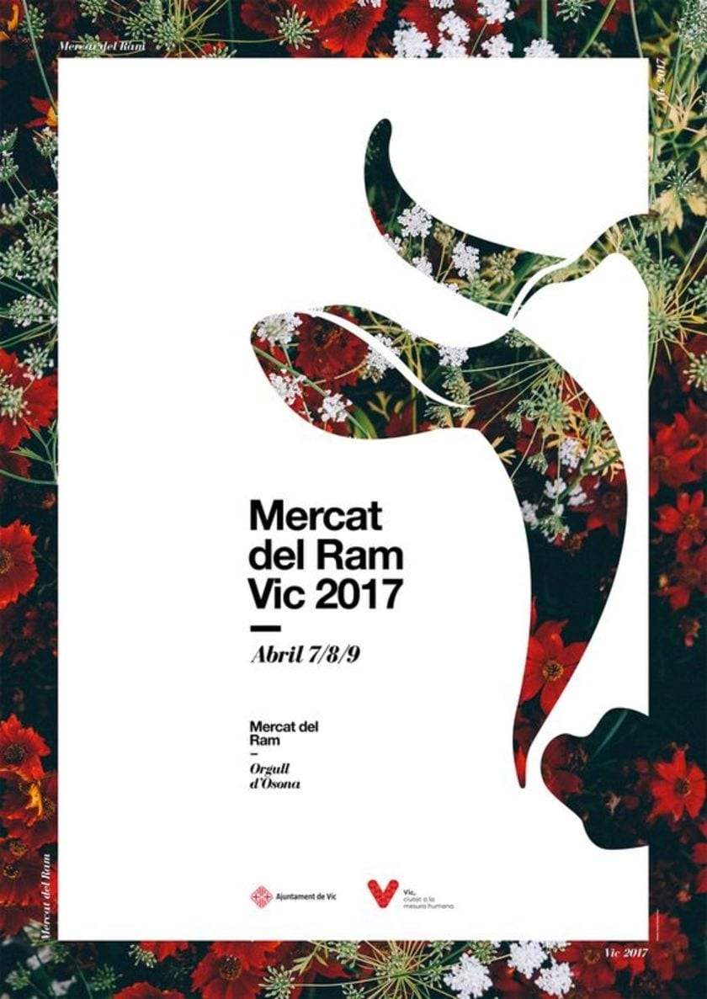 Mercat del Ram
Vic 2017
Mercat
del Ram
Vic 2017
Abril 7/8/9
Mercat del
Ram
Orgull
d'Osona
Ajuntament de Vic
Vic,
ciutat a la
mesura humana
Mercat del Ram
Vic 2017